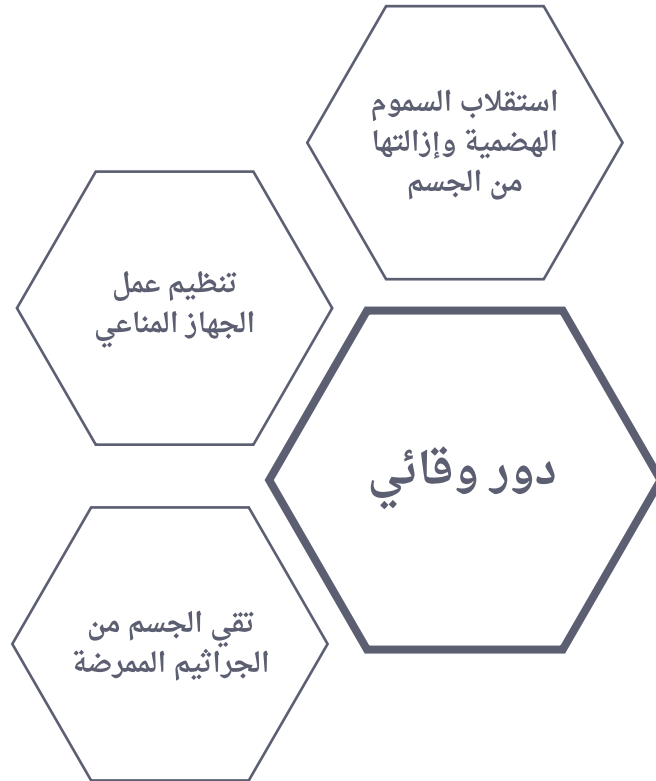 استقلاب السموم
الهضمية وإزالتها
من الجسم
تنظيم عمل
الجهاز المناعي
دور وقائي
تقي الجسم من
الجراثيم الممرضة